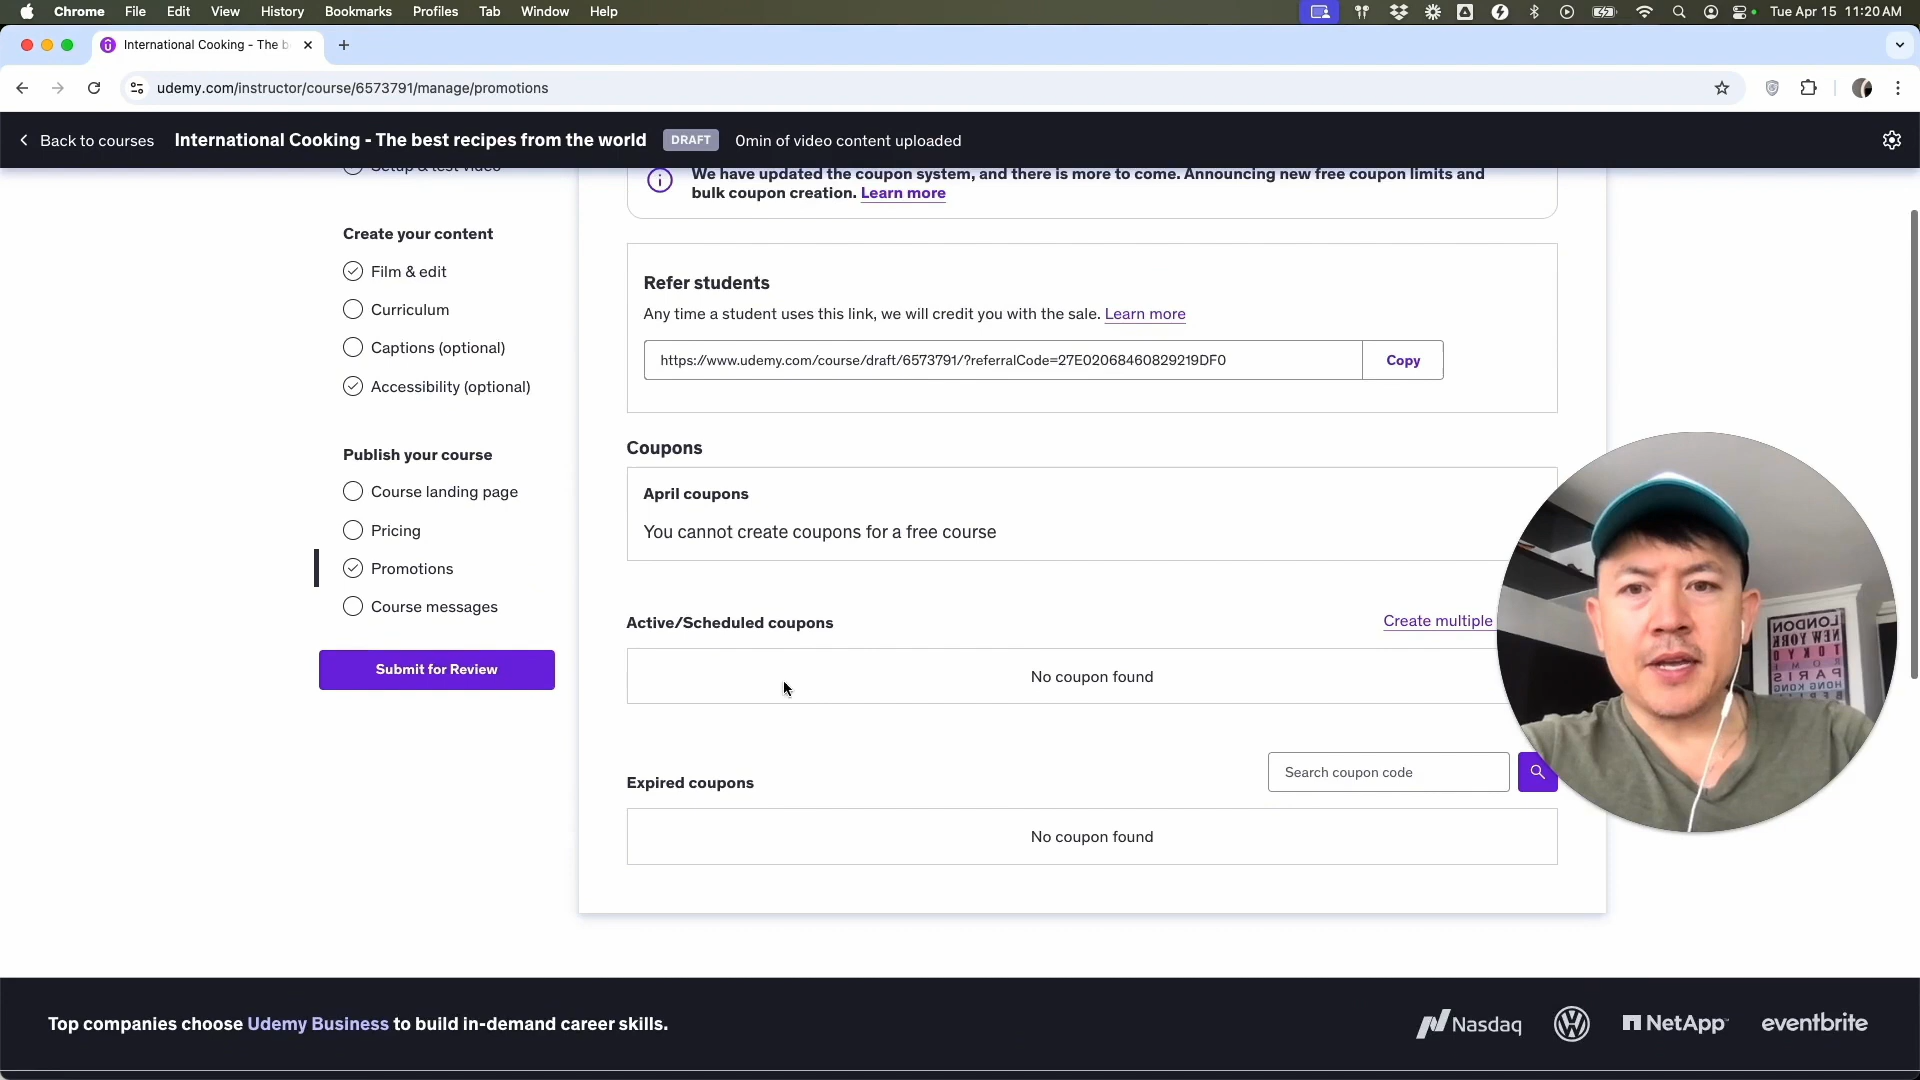 Chrome File Edit View History Bookmarks Profiles Tab Window Help Tue Apr 15 11:20 AM
International Cooking - The b
udemy.com/instructor/course/6573791/manage/promotions
Back to courses International Cooking - The best recipes from the world DRAFT 0min of video content uploaded
Setup & test video
We have updated the coupon system, and there is more to come. Announcing new free coupon limits and
bulk coupon creation. Learn more
Create your content
Film & edit
Curriculum
Captions (optional)
Accessibility (optional)
Publish your course
Course landing page
Pricing
Promotions
Course messages
Submit for Review
Refer students
Any time a student uses this link, we will credit you with the sale. Learn more
https://www.udemy.com/course/draft/6573791/?referralCode=27E02068460829219DF0 Copy
Coupons
April coupons
You cannot create coupons for a free course
Active/Scheduled coupons Create multiple
No coupon found
Expired coupons Search coupon code
No coupon found
LONDON
NEW YORK
TOKYO
ROME
PARIS
HONG KONG
Top companies choose Udemy Business to build in-demand career skills.
Nasdaq NetApp eventbrite